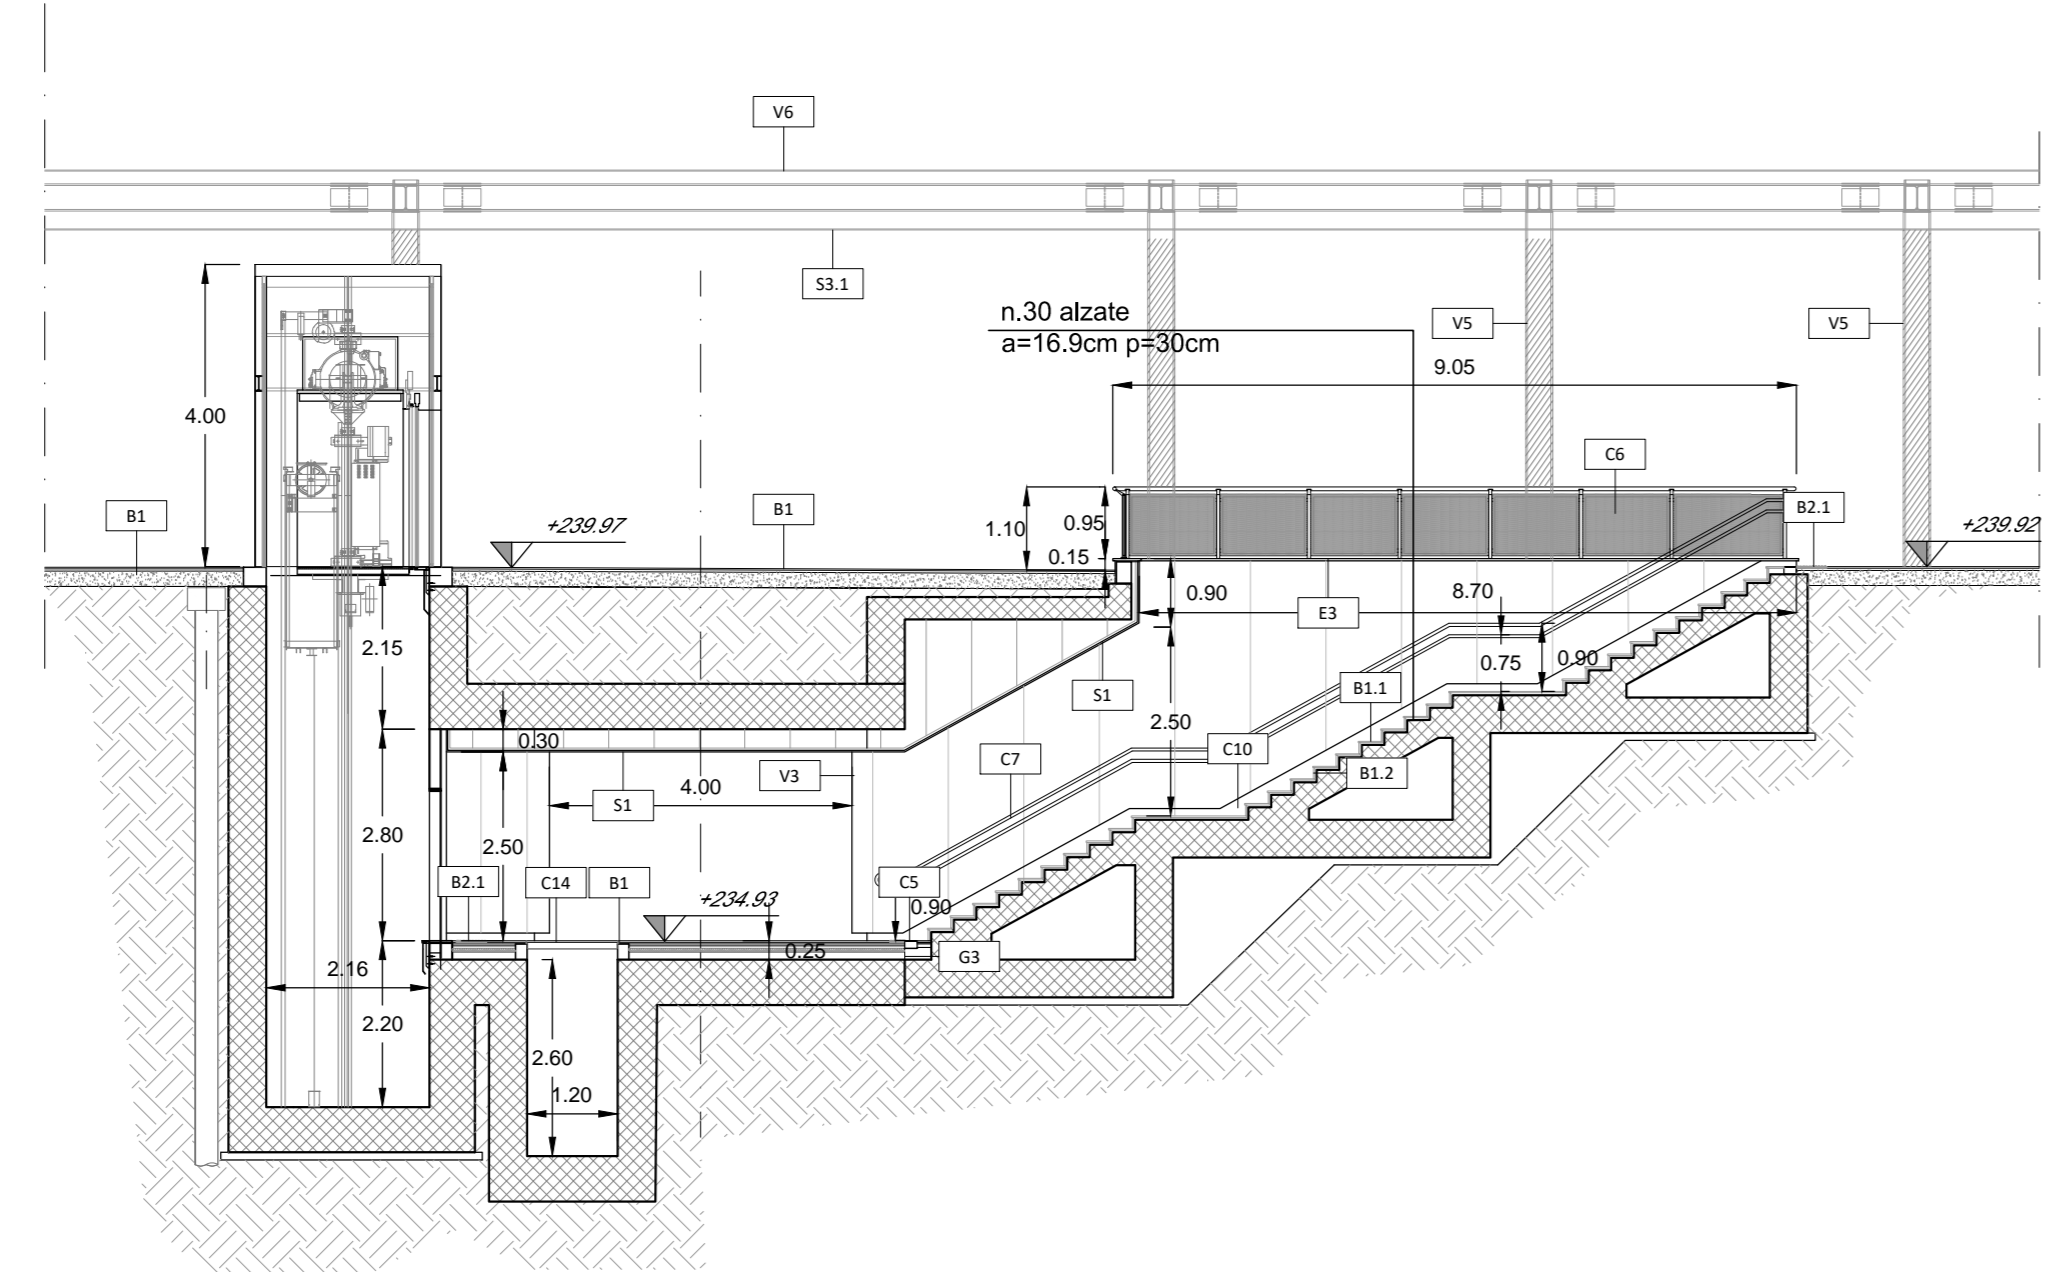 V6
S3.1
n.30 alzate
a=16.9cm p=30cm
V5
V5
9.05
4.00
C6
B1
+239.97
B1
1.10
0.95
0.15
B2.1
+239.92
0.90
E3
8.70
2.15
S1
0.75
0.90
B1.1
2.50
0.30
C7
C10
V3
4.00
S1
B1.2
2.80
2.50
B2.1
C14
B1
C5
+234.93
0.90
0.25
G3
2.16
2.20
2.60
1.20